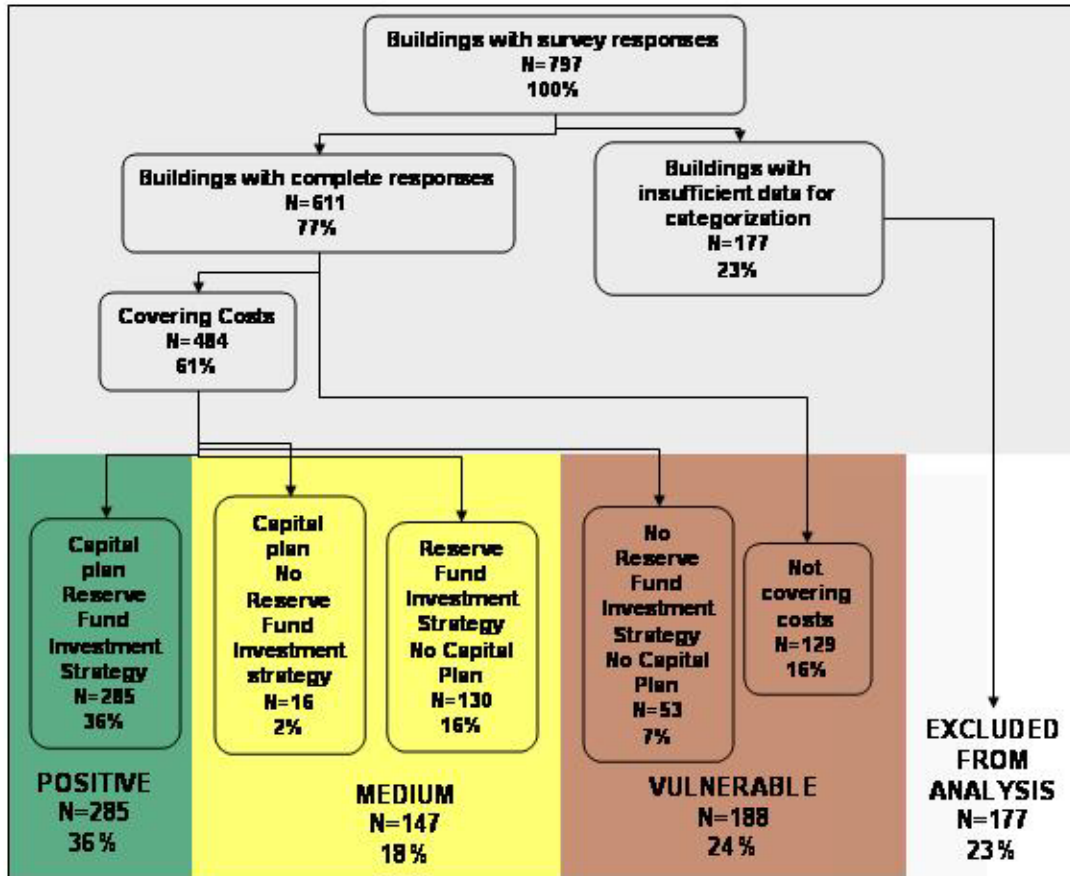 Buildings with survey responses
N=797
100%
Buildings with complete responses
N=611
77%
Buildings with
insufficient data for
categorization
N=177
23%
Covering Costs
N=484
61%
Capital
plan
Reserve
Fund
Investment
Strategy
N=285
36%
Capital
plan
No
Reserve
Fund
Investment
strategy
N=16
2%
Reserve
Fund
Investment
Strategy
No Capital
Plan
N=130
16%
No
Reserve
Fund
Investment
Strategy
No Capital
Plan
N=53
7%
Not
covering
costs
N=129
16%
POSITIVE
N=285
36%
MEDIUM
N=147
18%
VULNERABLE
N=188
24%
EXCLUDED
FROM
ANALYSIS
N=177
23%